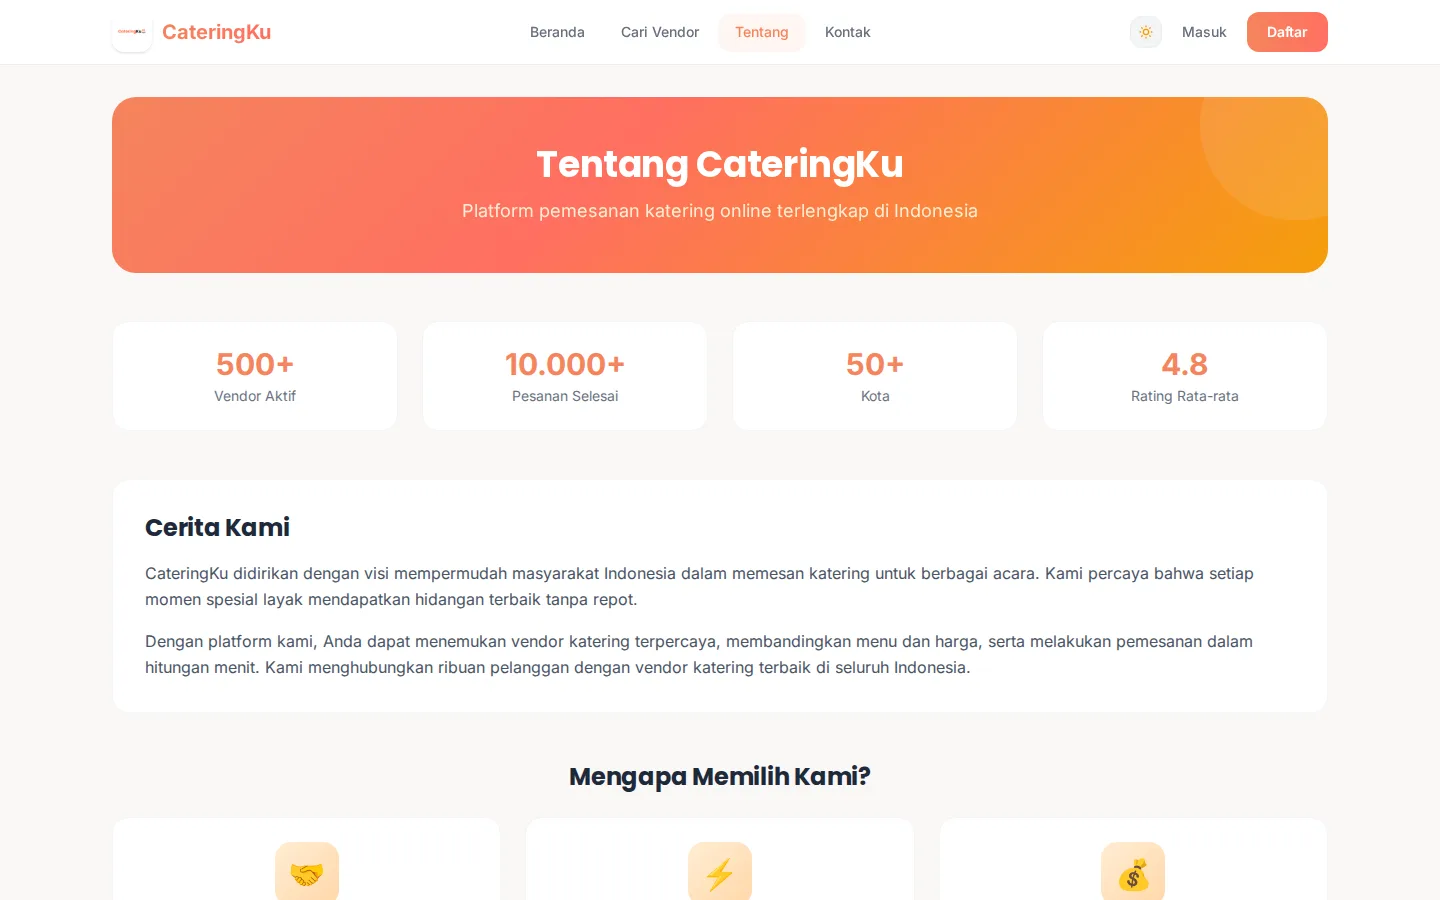 CateringKu
Beranda
Cari Vendor
Tentang
Kontak
Masuk
Daftar
Tentang CateringKu
Platform pemesanan katering online terlengkap di Indonesia
500+
Vendor Aktif
10.000+
Pesanan Selesai
50+
Kota
4.8
Rating Rata-rata
Cerita Kami
CateringKu didirikan dengan visi mempermudah masyarakat Indonesia dalam memesan katering untuk berbagai acara. Kami percaya bahwa setiap
momen spesial layak mendapatkan hidangan terbaik tanpa repot.
Dengan platform kami, Anda dapat menemukan vendor katering terpercaya, membandingkan menu dan harga, serta melakukan pemesanan dalam
hitungan menit. Kami menghubungkan ribuan pelanggan dengan vendor katering terbaik di seluruh Indonesia.
Mengapa Memilih Kami?